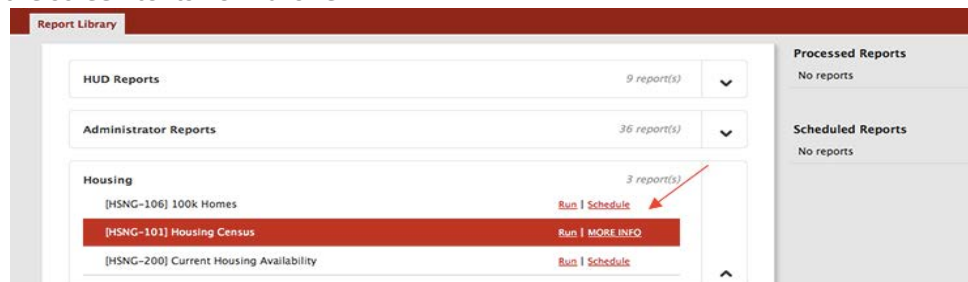 Report Library
Processed Reports
No reports
HUD Reports 9 report(s)
Administrator Reports 36 report(s)
Scheduled Reports
No reports
Housing 3 report(s)
[HSNG-106] 100k Homes Run | Schedule
[HSNG-101] Housing Census Run | MORE INFO
[HSNG-200] Current Housing Availability Run | Schedule